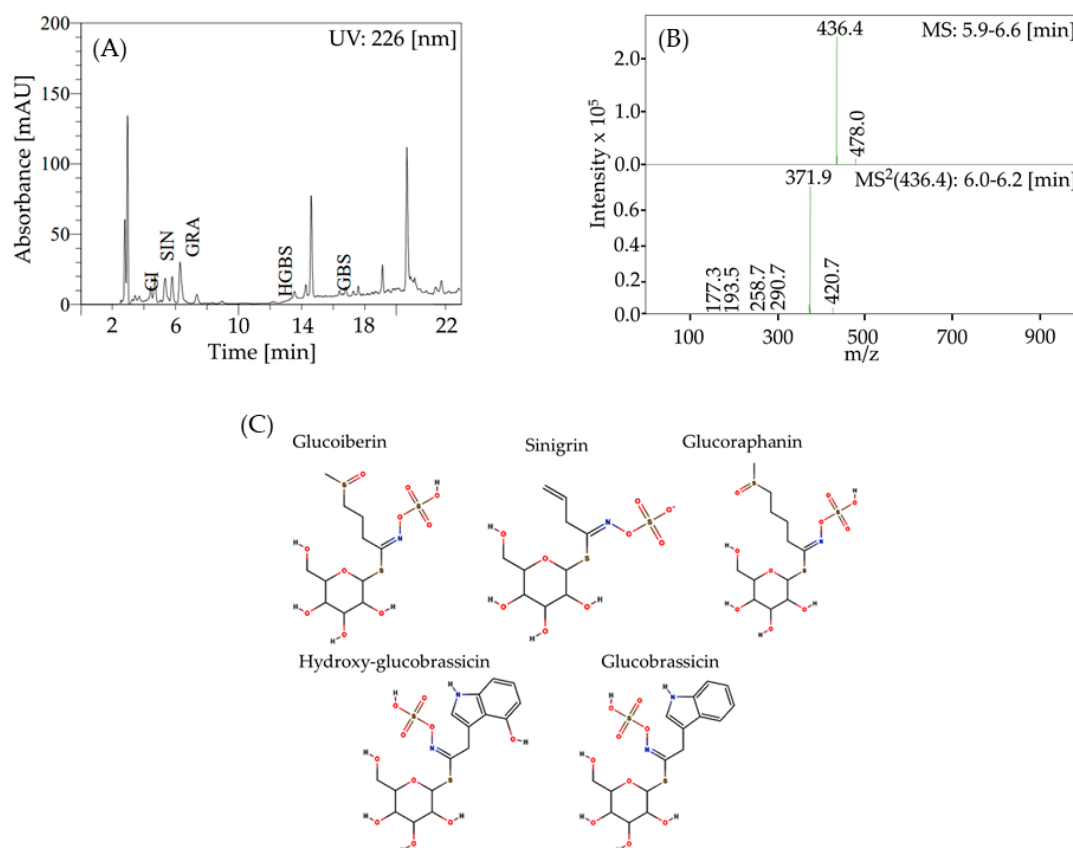 (A)
UV: 226 [nm]
Absorbance [mAU]
200
150
100
50
0
GI
SIN
GRA
HGBS
GBS
2 6 10 14 18 22
Time [min]
(B)
436.4
MS: 5.9-6.6 [min]
478.0
2.0
1.0
0.0
Intensity x 10⁵
371.9
MS²(436.4): 6.0-6.2 [min]
0.6
0.4
0.2
0.0
177.3
193.5
258.7
290.7
420.7
100 300 500 700 900
m/z
(C)
Glucoiberin
Sinigrin
Glucoraphanin
Hydroxy-glucobrassicin
Glucobrassicin